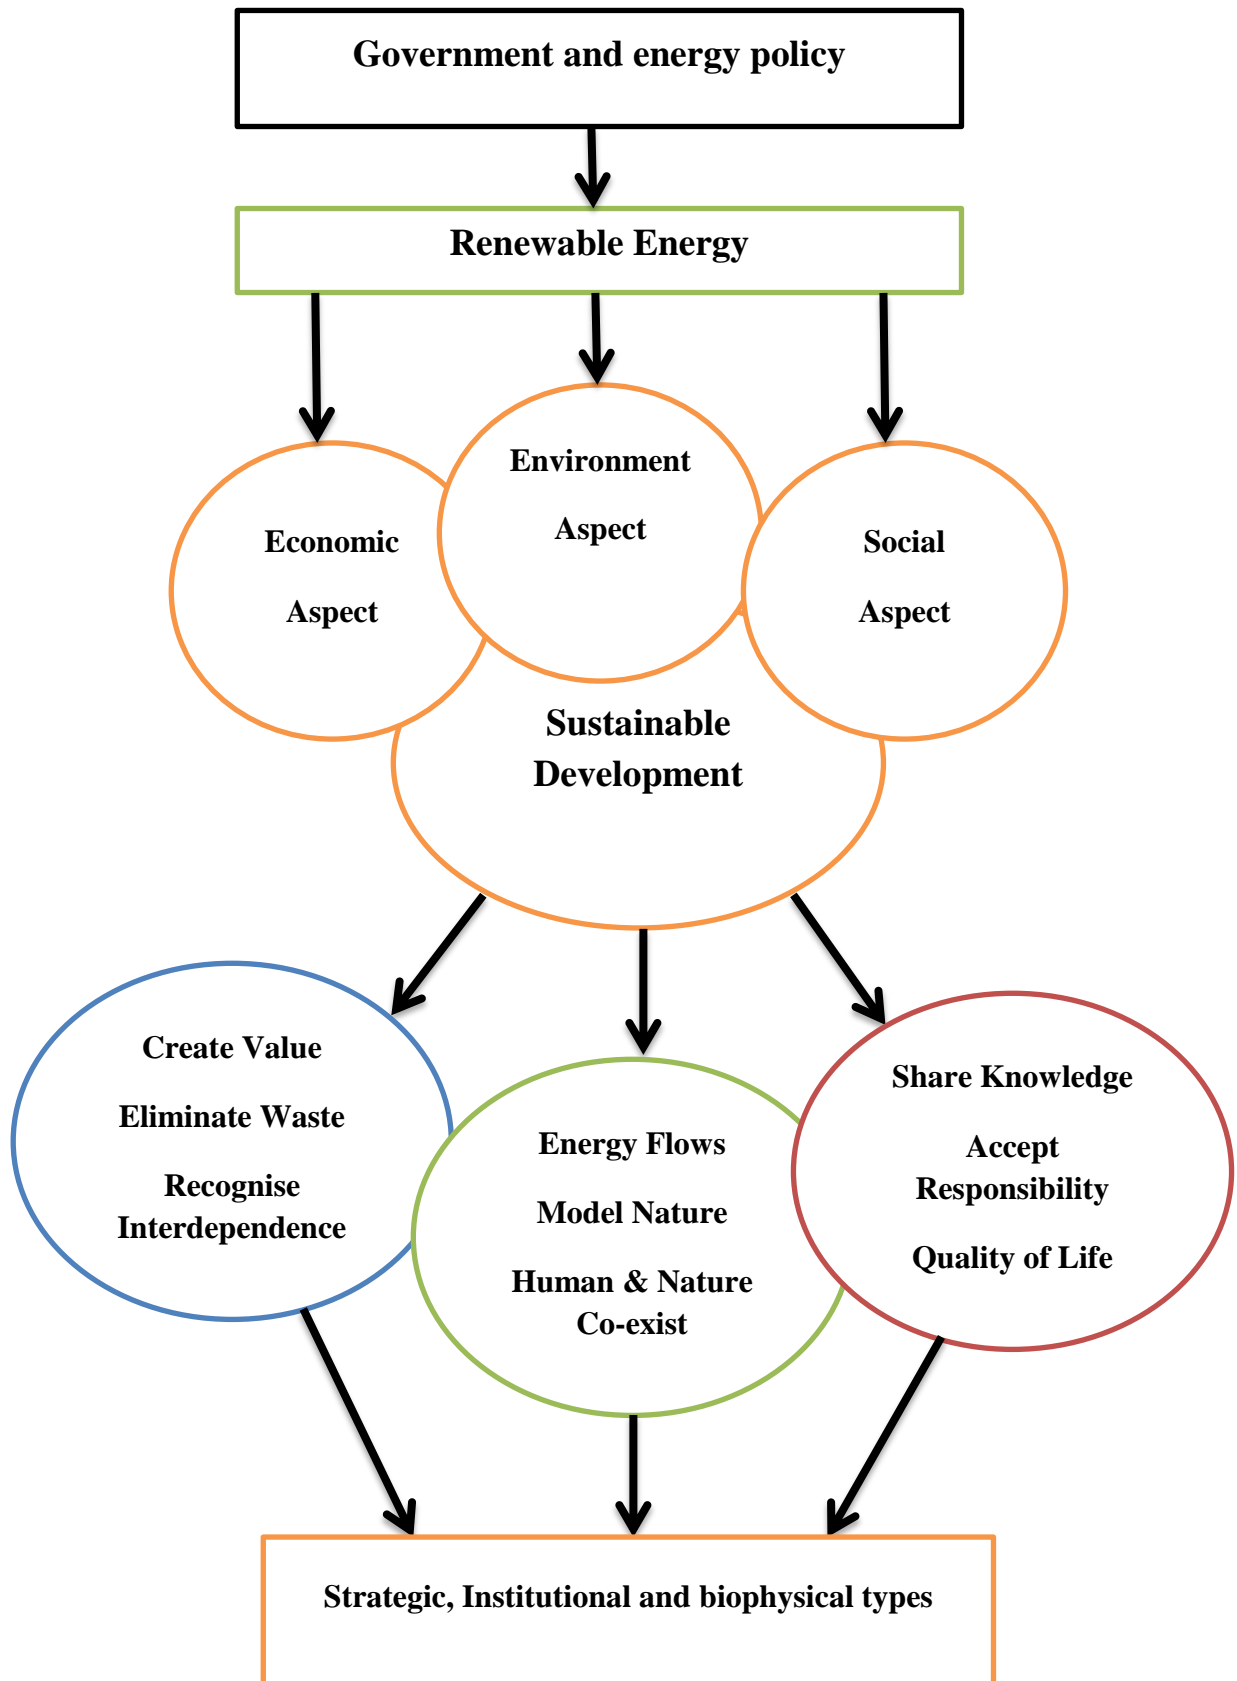 Government and energy policy
Renewable Energy
Economic
Aspect
Environment
Aspect
Social
Aspect
Sustainable
Development
Create Value
Eliminate Waste
Recognise
Interdependence
Energy Flows
Model Nature
Human & Nature
Co-exist
Share Knowledge
Accept
Responsibility
Quality of Life
Strategic, Institutional and biophysical types